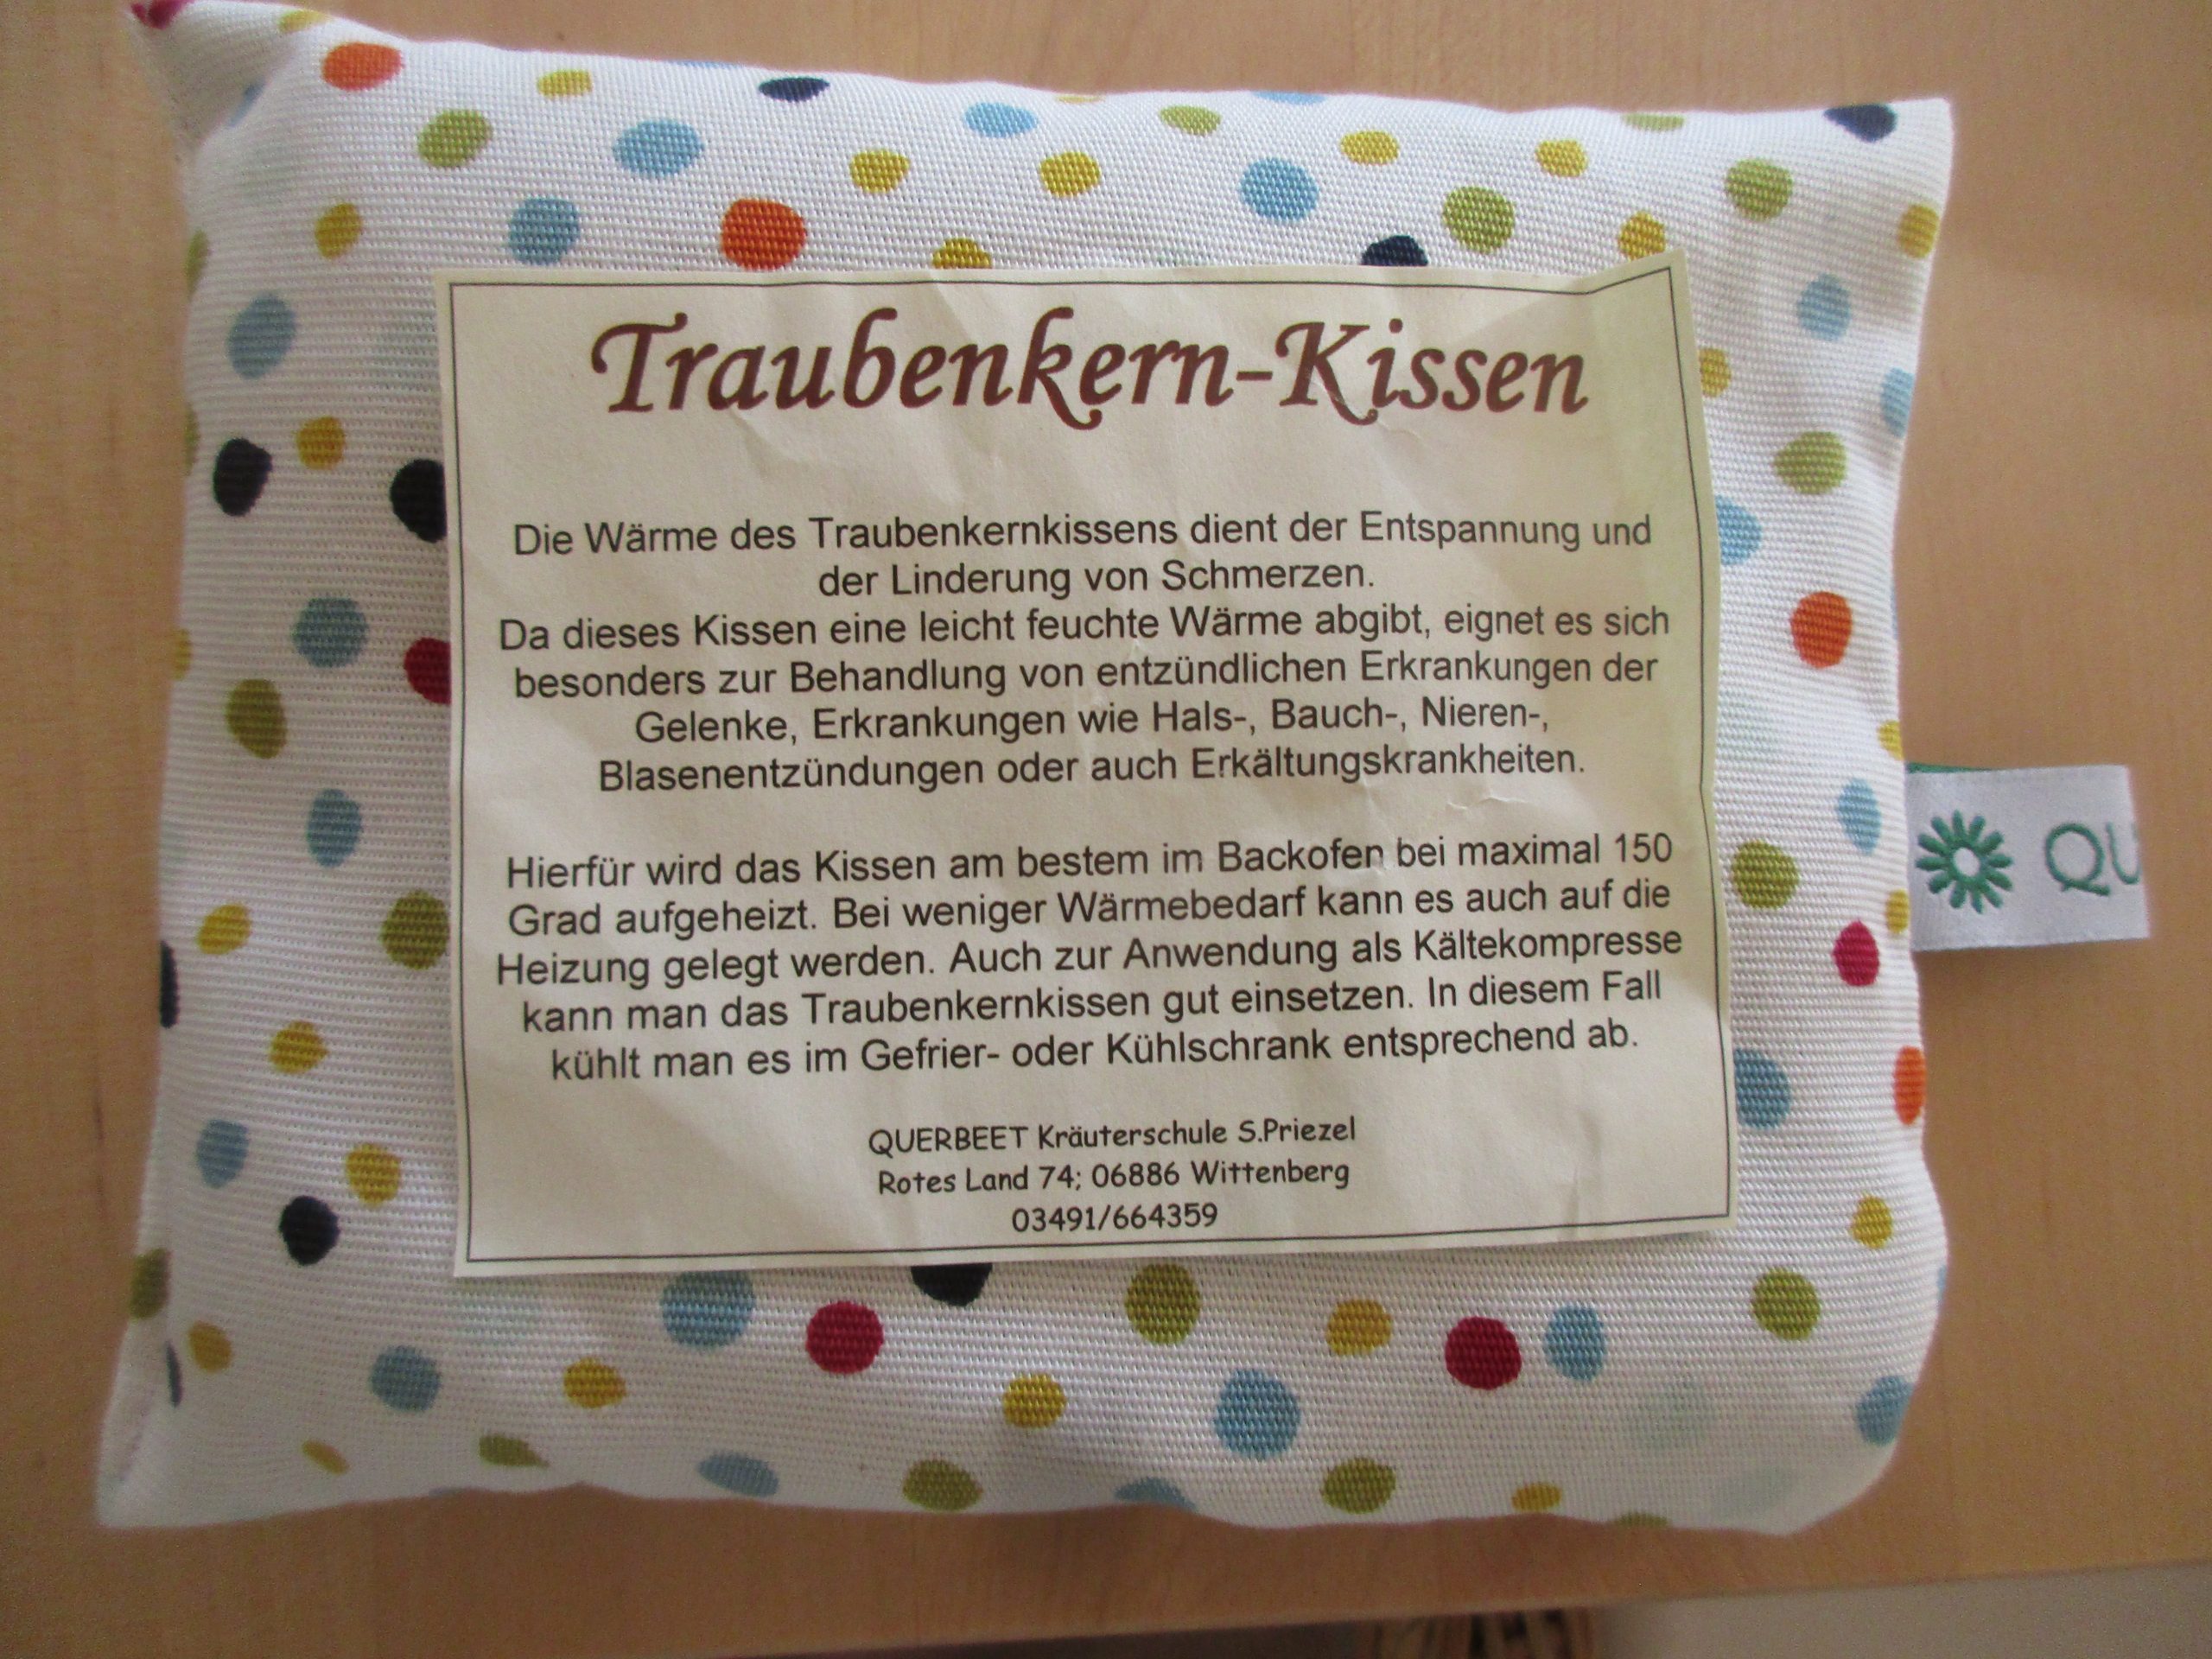 Traubenkern-Kissen
Die Wärme des Traubenkernkissens dient der Entspannung und
der Linderung von Schmerzen.
Da dieses Kissen eine leicht feuchte Wärme abgibt, eignet es sich
besonders zur Behandlung von entzündlichen Erkrankungen der
Gelenke, Erkrankungen wie Hals-, Bauch-, Nieren-,
Blasenentzündungen oder auch Erkältungskrankheiten.
Hierfür wird das Kissen am bestem im Backofen bei maximal 150
Grad aufgeheizt. Bei weniger Wärmebedarf kann es auch auf die
Heizung gelegt werden. Auch zur Anwendung als Kältekompresse
kann man das Traubenkernkissen gut einsetzen. In diesem Fall
kühlt man es im Gefrier- oder Kühlschrank entsprechend ab.
QUERBEET Kräuterschule S.Priezel
Rotes Land 74; 06886 Wittenberg
03491/664359
QU